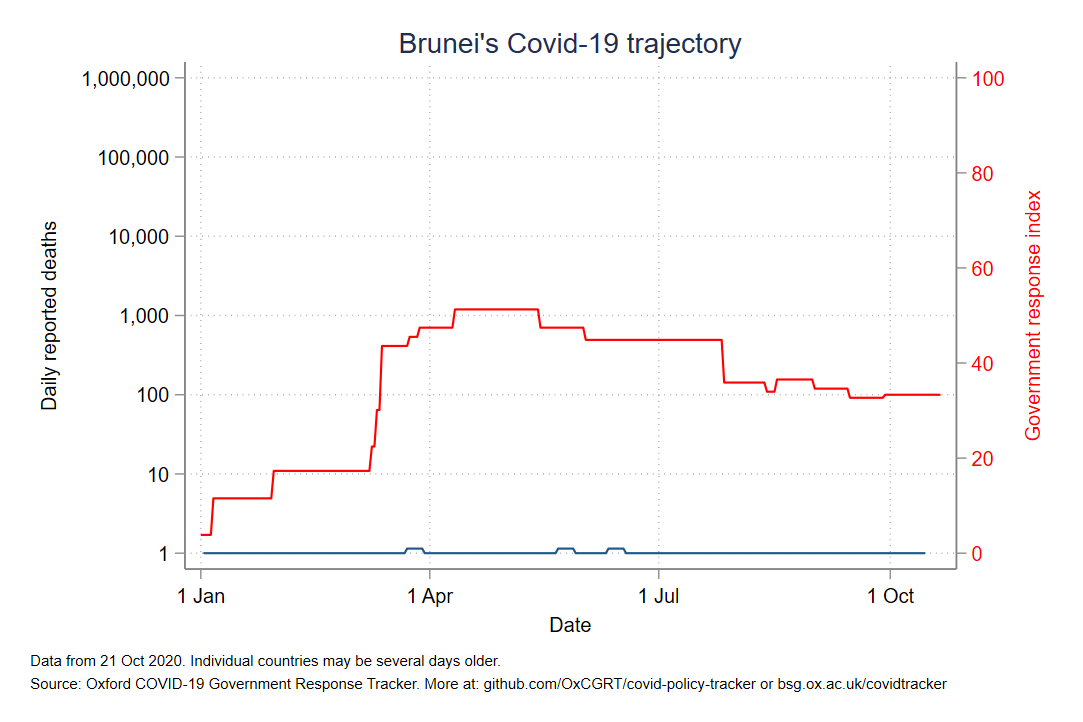 Brunei's Covid-19 trajectory
1,000,000
100,000
10,000
1,000
100
10
1
Daily reported deaths
100
80
60
40
20
0
Government response index
1 Jan
1 Apr
1 Jul
1 Oct
Date
Data from 21 Oct 2020. Individual countries may be several days older.
Source: Oxford COVID-19 Government Response Tracker. More at: github.com/OxCGRT/covid-policy-tracker or bsg.ox.ac.uk/covidtracker